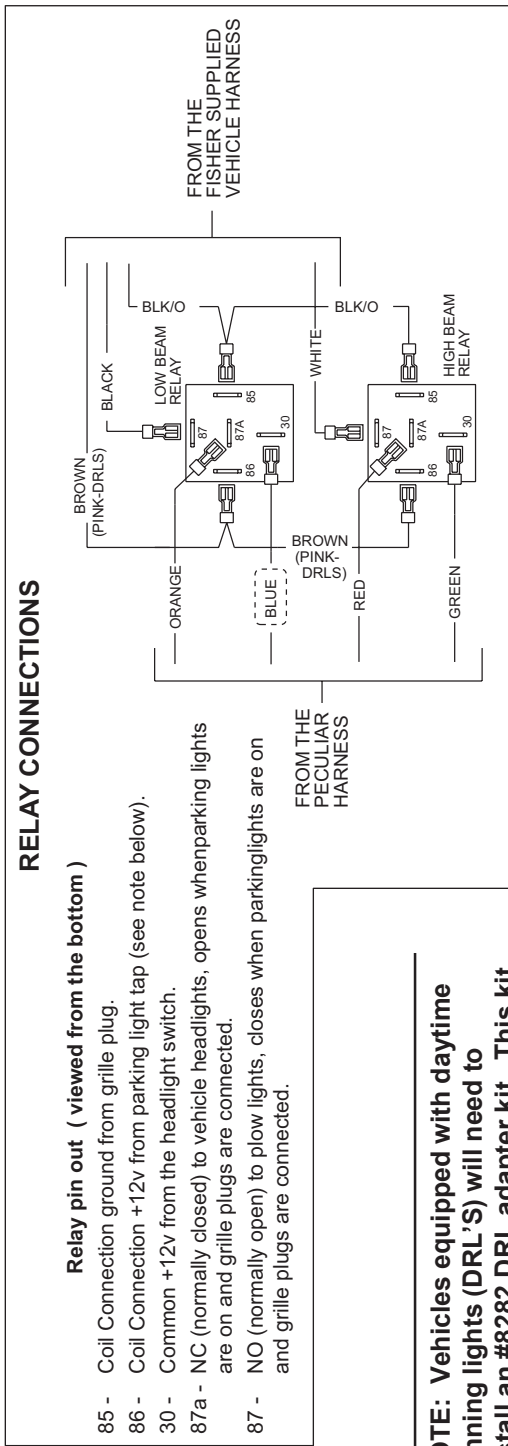 RELAY CONNECTIONS
Relay pin out ( viewed from the bottom )
85 - Coil Connection ground from grille plug.
86 - Coil Connection +12v from parking light tap (see note below).
30 - Common +12v from the headlight switch.
87a - NC (normally closed) to vehicle headlights, opens whenparking lights
are on and grille plugs are connected.
87 - NO (normally open) to plow lights, closes when parkinglights are on
and grille plugs are connected.
FROM THE
PECULIAR
HARNESS
BROWN
(PINK-DRLS)
BLACK
ORANGE
BLUE
LOW BEAM
RELAY
87
87A
86
85
30
BLK/O
FROM THE
FISHER SUPPLIED
VEHICLE HARNESS
BROWN
(PINK-
DRLS)
WHITE
BLK/O
RED
GREEN
HIGH BEAM
RELAY
87
87A
86
85
30
OTE: Vehicles equipped with daytime
nning lights (DRL'S) will need to
stall an #8282 DRL adapter kit. This kit